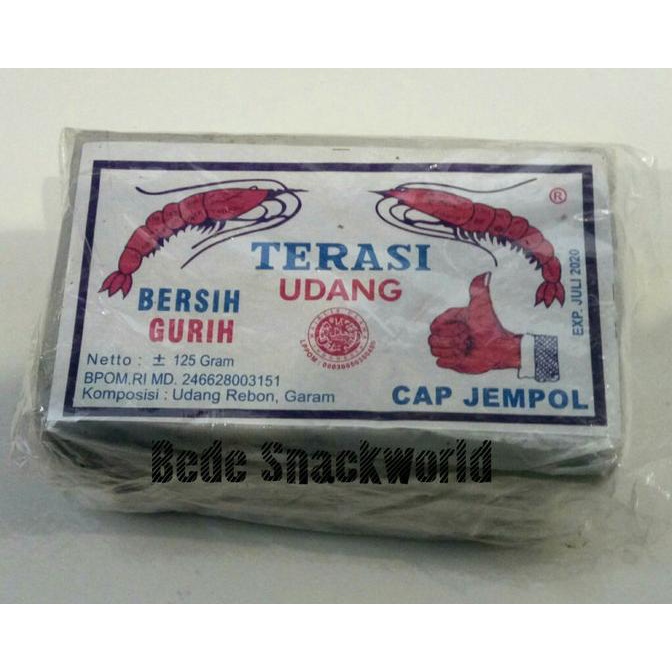 ®
TERASI
UDANG
BERSIH
GURIH
Netto : ± 125 Gram
BPOM.RI MD. 246628003151
Komposisi : Udang Rebon, Garam
CAP JEMPOL
EXP. JULI 2020
Bede Snackworld